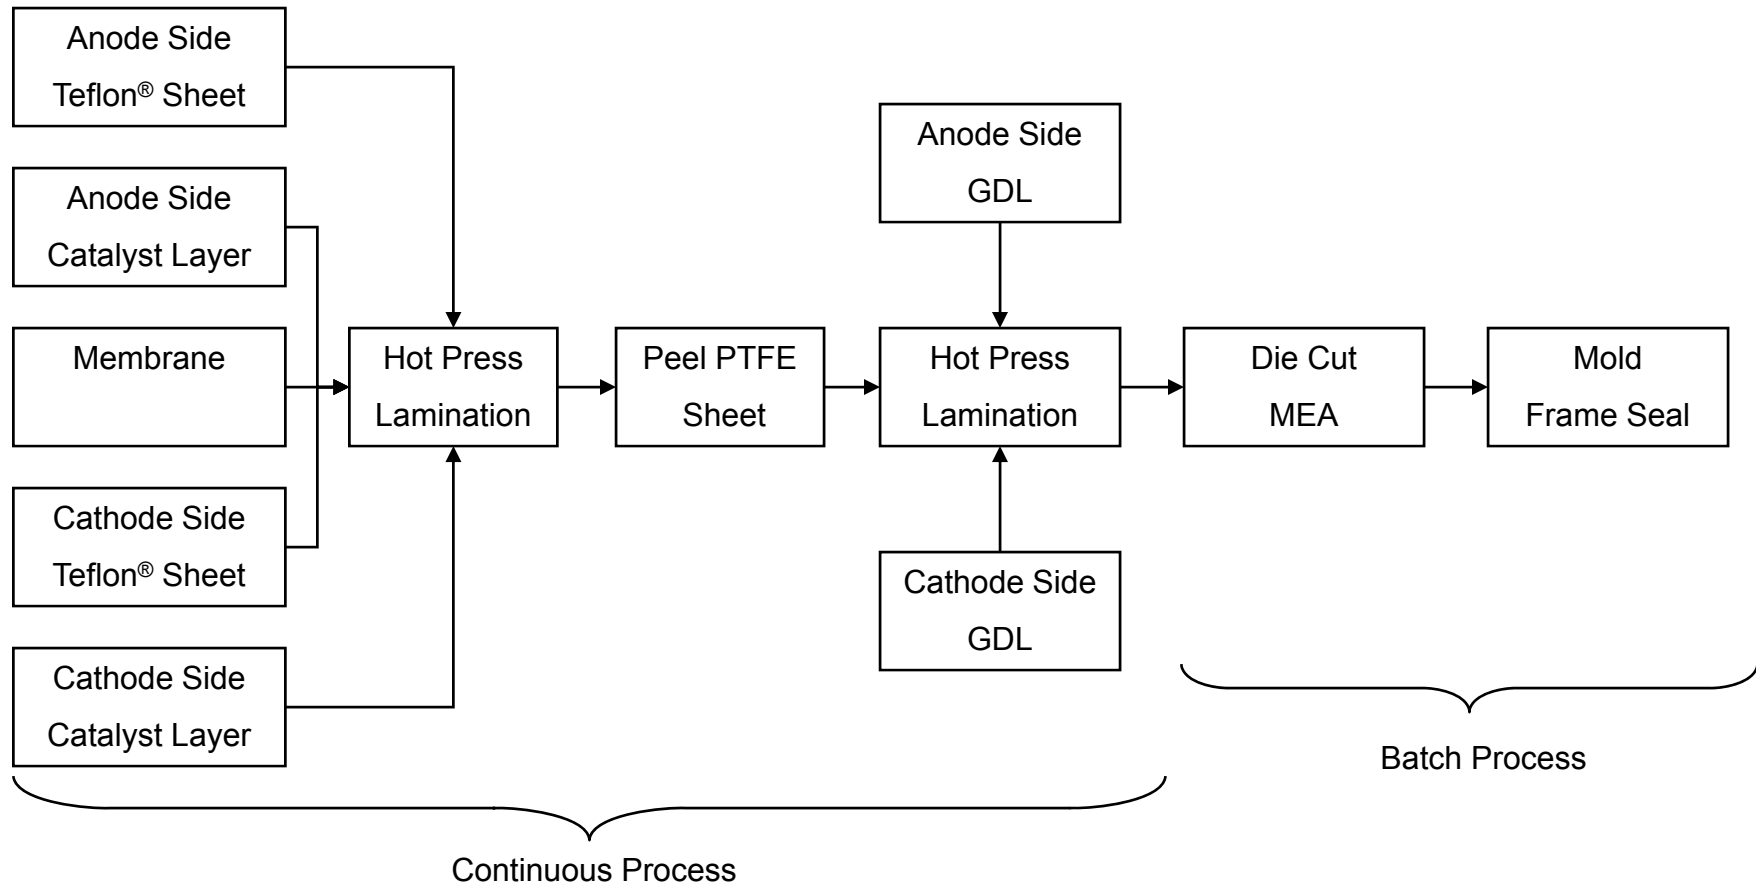 Anode Side
Teflon® Sheet
Anode Side
Catalyst Layer
Membrane
Cathode Side
Teflon® Sheet
Cathode Side
Catalyst Layer
Hot Press
Lamination
Peel PTFE
Sheet
Anode Side
GDL
Hot Press
Lamination
Cathode Side
GDL
Die Cut
MEA
Mold
Frame Seal
Batch Process
Continuous Process